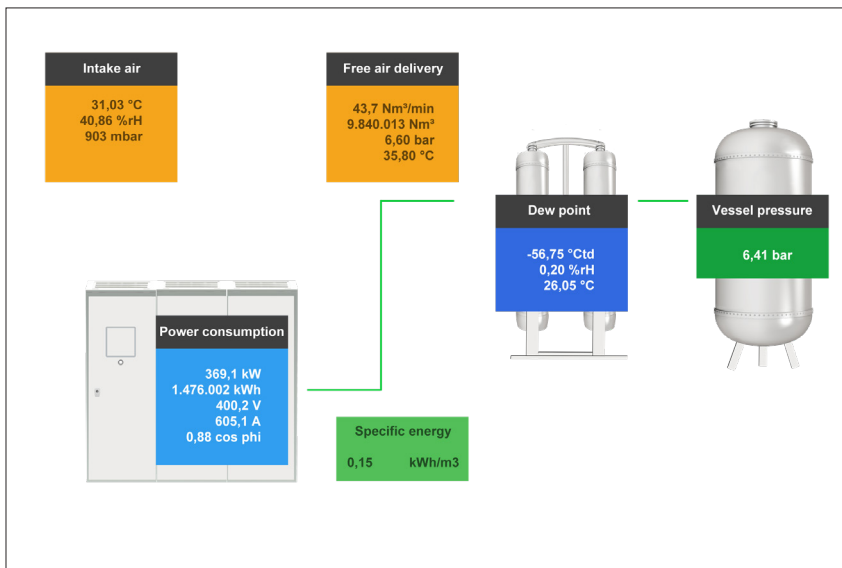 Intake air
31,03 °C
40,86 %rH
903 mbar
Free air delivery
43,7 Nm³/min
9.840.013 Nm³
6,60 bar
35,80 °C
Dew point
-56,75 °Ctd
0,20 %rH
26,05 °C
Vessel pressure
6,41 bar
Power consumption
369,1 kW
1.476.002 kWh
400,2 V
605,1 A
0,88 cos phi
Specific energy
0,15 kWh/m3